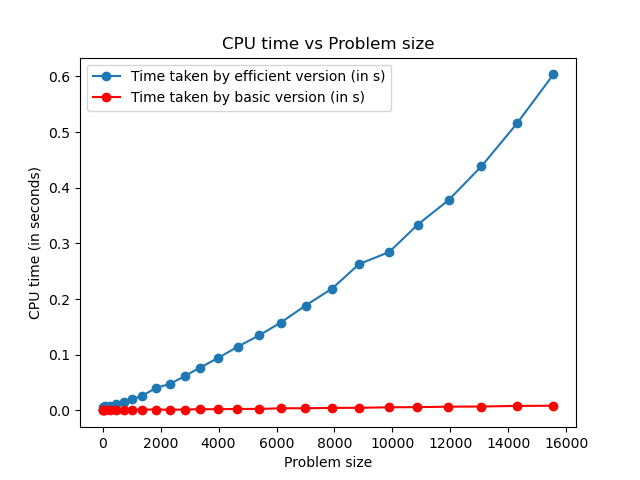 CPU time vs Problem size
Time taken by efficient version (in s)
Time taken by basic version (in s)
CPU time (in seconds)
0.6
0.5
0.4
0.3
0.2
0.1
0.0
0 2000 4000 6000 8000 10000 12000 14000 16000
Problem size